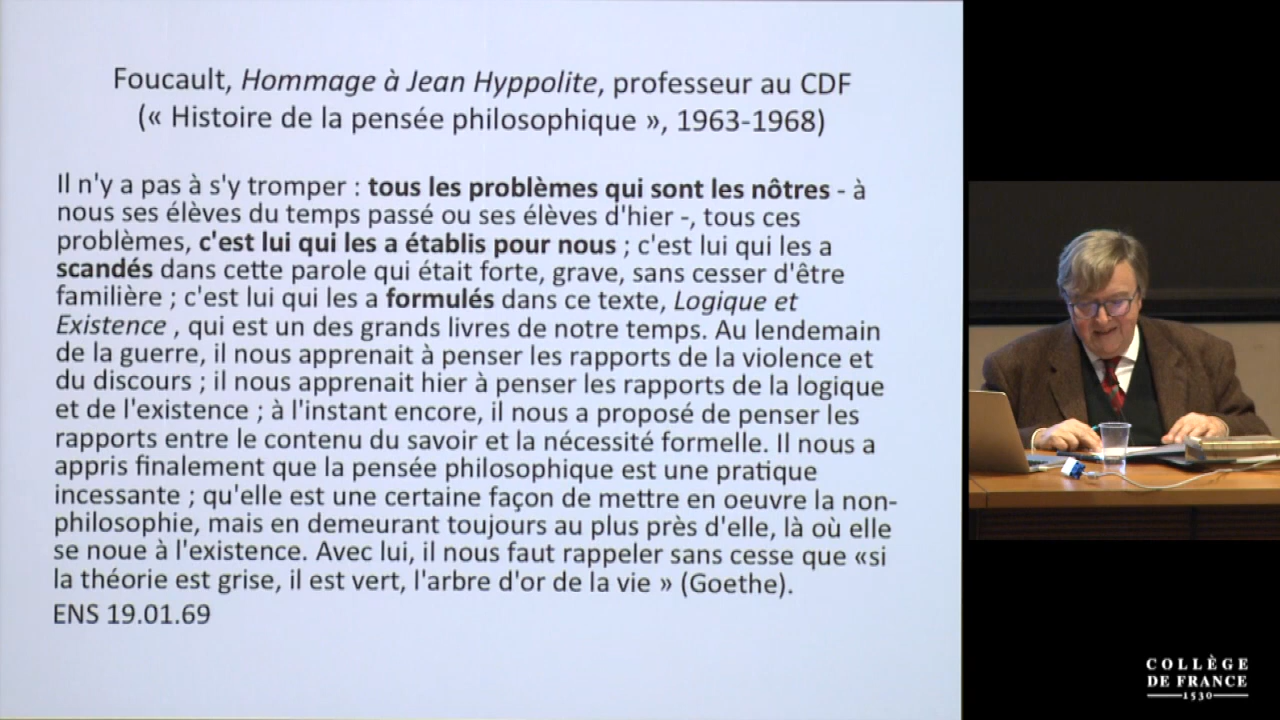 Foucault, Hommage à Jean Hyppolite, professeur au CDF
(« Histoire de la pensée philosophique », 1963-1968)
Il n'y a pas à s'y tromper : tous les problèmes qui sont les nôtres - à
nous ses élèves du temps passé ou ses élèves d'hier -, tous ces
problèmes, c'est lui qui les a établis pour nous ; c'est lui qui les a
scandés dans cette parole qui était forte, grave, sans cesser d'être
familière ; c'est lui qui les a formulés dans ce texte, Logique et
Existence , qui est un des grands livres de notre temps. Au lendemain
de la guerre, il nous apprenait à penser les rapports de la violence et
du discours ; il nous apprenait hier à penser les rapports de la logique
et de l'existence ; à l'instant encore, il nous a proposé de penser les
rapports entre le contenu du savoir et la nécessité formelle. Il nous a
appris finalement que la pensée philosophique est une pratique
incessante ; qu'elle est une certaine façon de mettre en oeuvre la non-
philosophie, mais en demeurant toujours au plus près d'elle, là où elle
se noue à l'existence. Avec lui, il nous faut rappeler sans cesse que «si
la théorie est grise, il est vert, l'arbre d'or de la vie » (Goethe).
ENS 19.01.69
COLLÈGE
DE FRANCE
1530